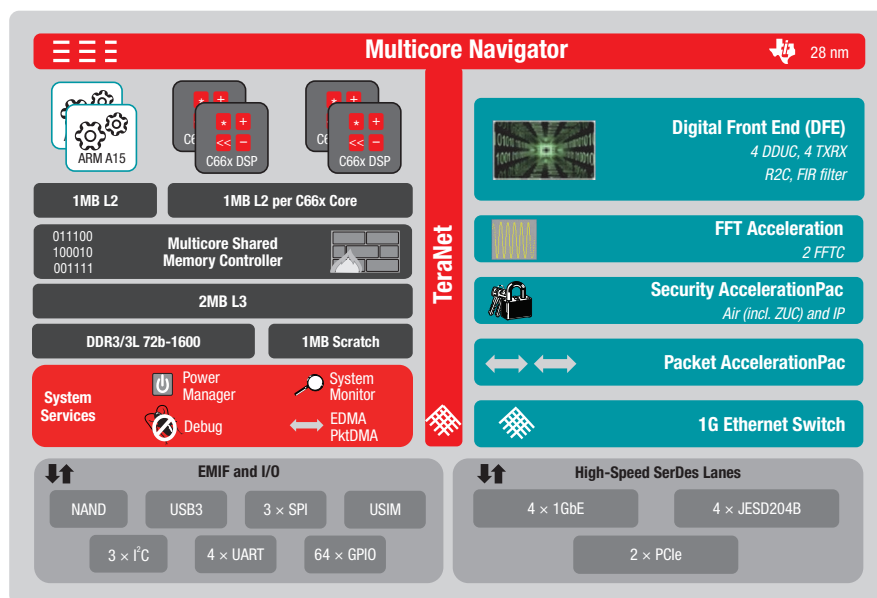 Multicore Navigator
28 nm
ARM A15
C66x DSP
C66x DSP
1MB L2
1MB L2 per C66x Core
011100
100010
001111
Multicore Shared
Memory Controller
2MB L3
DDR3/3L 72b-1600
1MB Scratch
System
Services
Power
Manager
System
Monitor
Debug
EDMA
PktDMA
TeraNet
Digital Front End (DFE)
4 DDUC, 4 TXRX
R2C, FIR filter
FFT Acceleration
2 FFTC
Security AccelerationPac
Air (incl. ZUC) and IP
Packet AccelerationPac
1G Ethernet Switch
EMIF and I/O
NAND
USB3
3 × SPI
USIM
3 × I²C
4 × UART
64 × GPIO
High-Speed SerDes Lanes
4 × 1GbE
4 × JESD204B
2 × PCIe